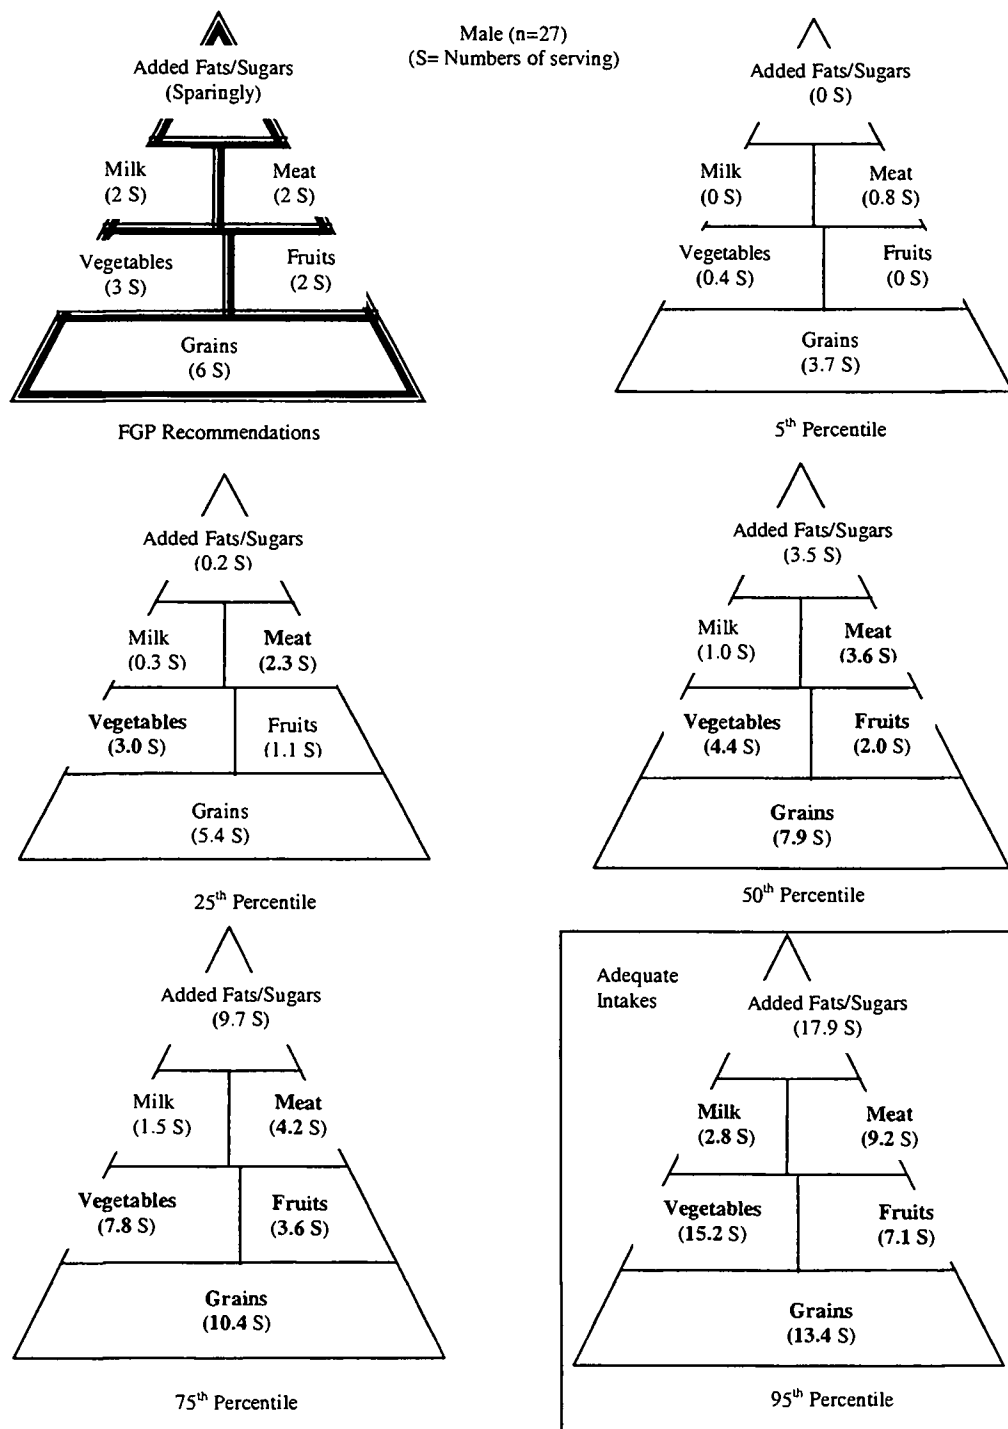 Male (n=27)
(S= Numbers of serving)
Added Fats/Sugars
(Sparingly)
Milk
(2 S)
Meat
(2 S)
Vegetables
(3 S)
Fruits
(2 S)
Grains
(6 S)
FGP Recommendations
Added Fats/Sugars
(0 S)
Milk
(0 S)
Meat
(0.8 S)
Vegetables
(0.4 S)
Fruits
(0 S)
Grains
(3.7 S)
5th Percentile
Added Fats/Sugars
(0.2 S)
Milk
(0.3 S)
Meat
(2.3 S)
Vegetables
(3.0 S)
Fruits
(1.1 S)
Grains
(5.4 S)
25th Percentile
Added Fats/Sugars
(3.5 S)
Milk
(1.0 S)
Meat
(3.6 S)
Vegetables
(4.4 S)
Fruits
(2.0 S)
Grains
(7.9 S)
50th Percentile
Added Fats/Sugars
(9.7 S)
Milk
(1.5 S)
Meat
(4.2 S)
Vegetables
(7.8 S)
Fruits
(3.6 S)
Grains
(10.4 S)
75th Percentile
Adequate
Intakes
Added Fats/Sugars
(17.9 S)
Milk
(2.8 S)
Meat
(9.2 S)
Vegetables
(15.2 S)
Fruits
(7.1 S)
Grains
(13.4 S)
95th Percentile